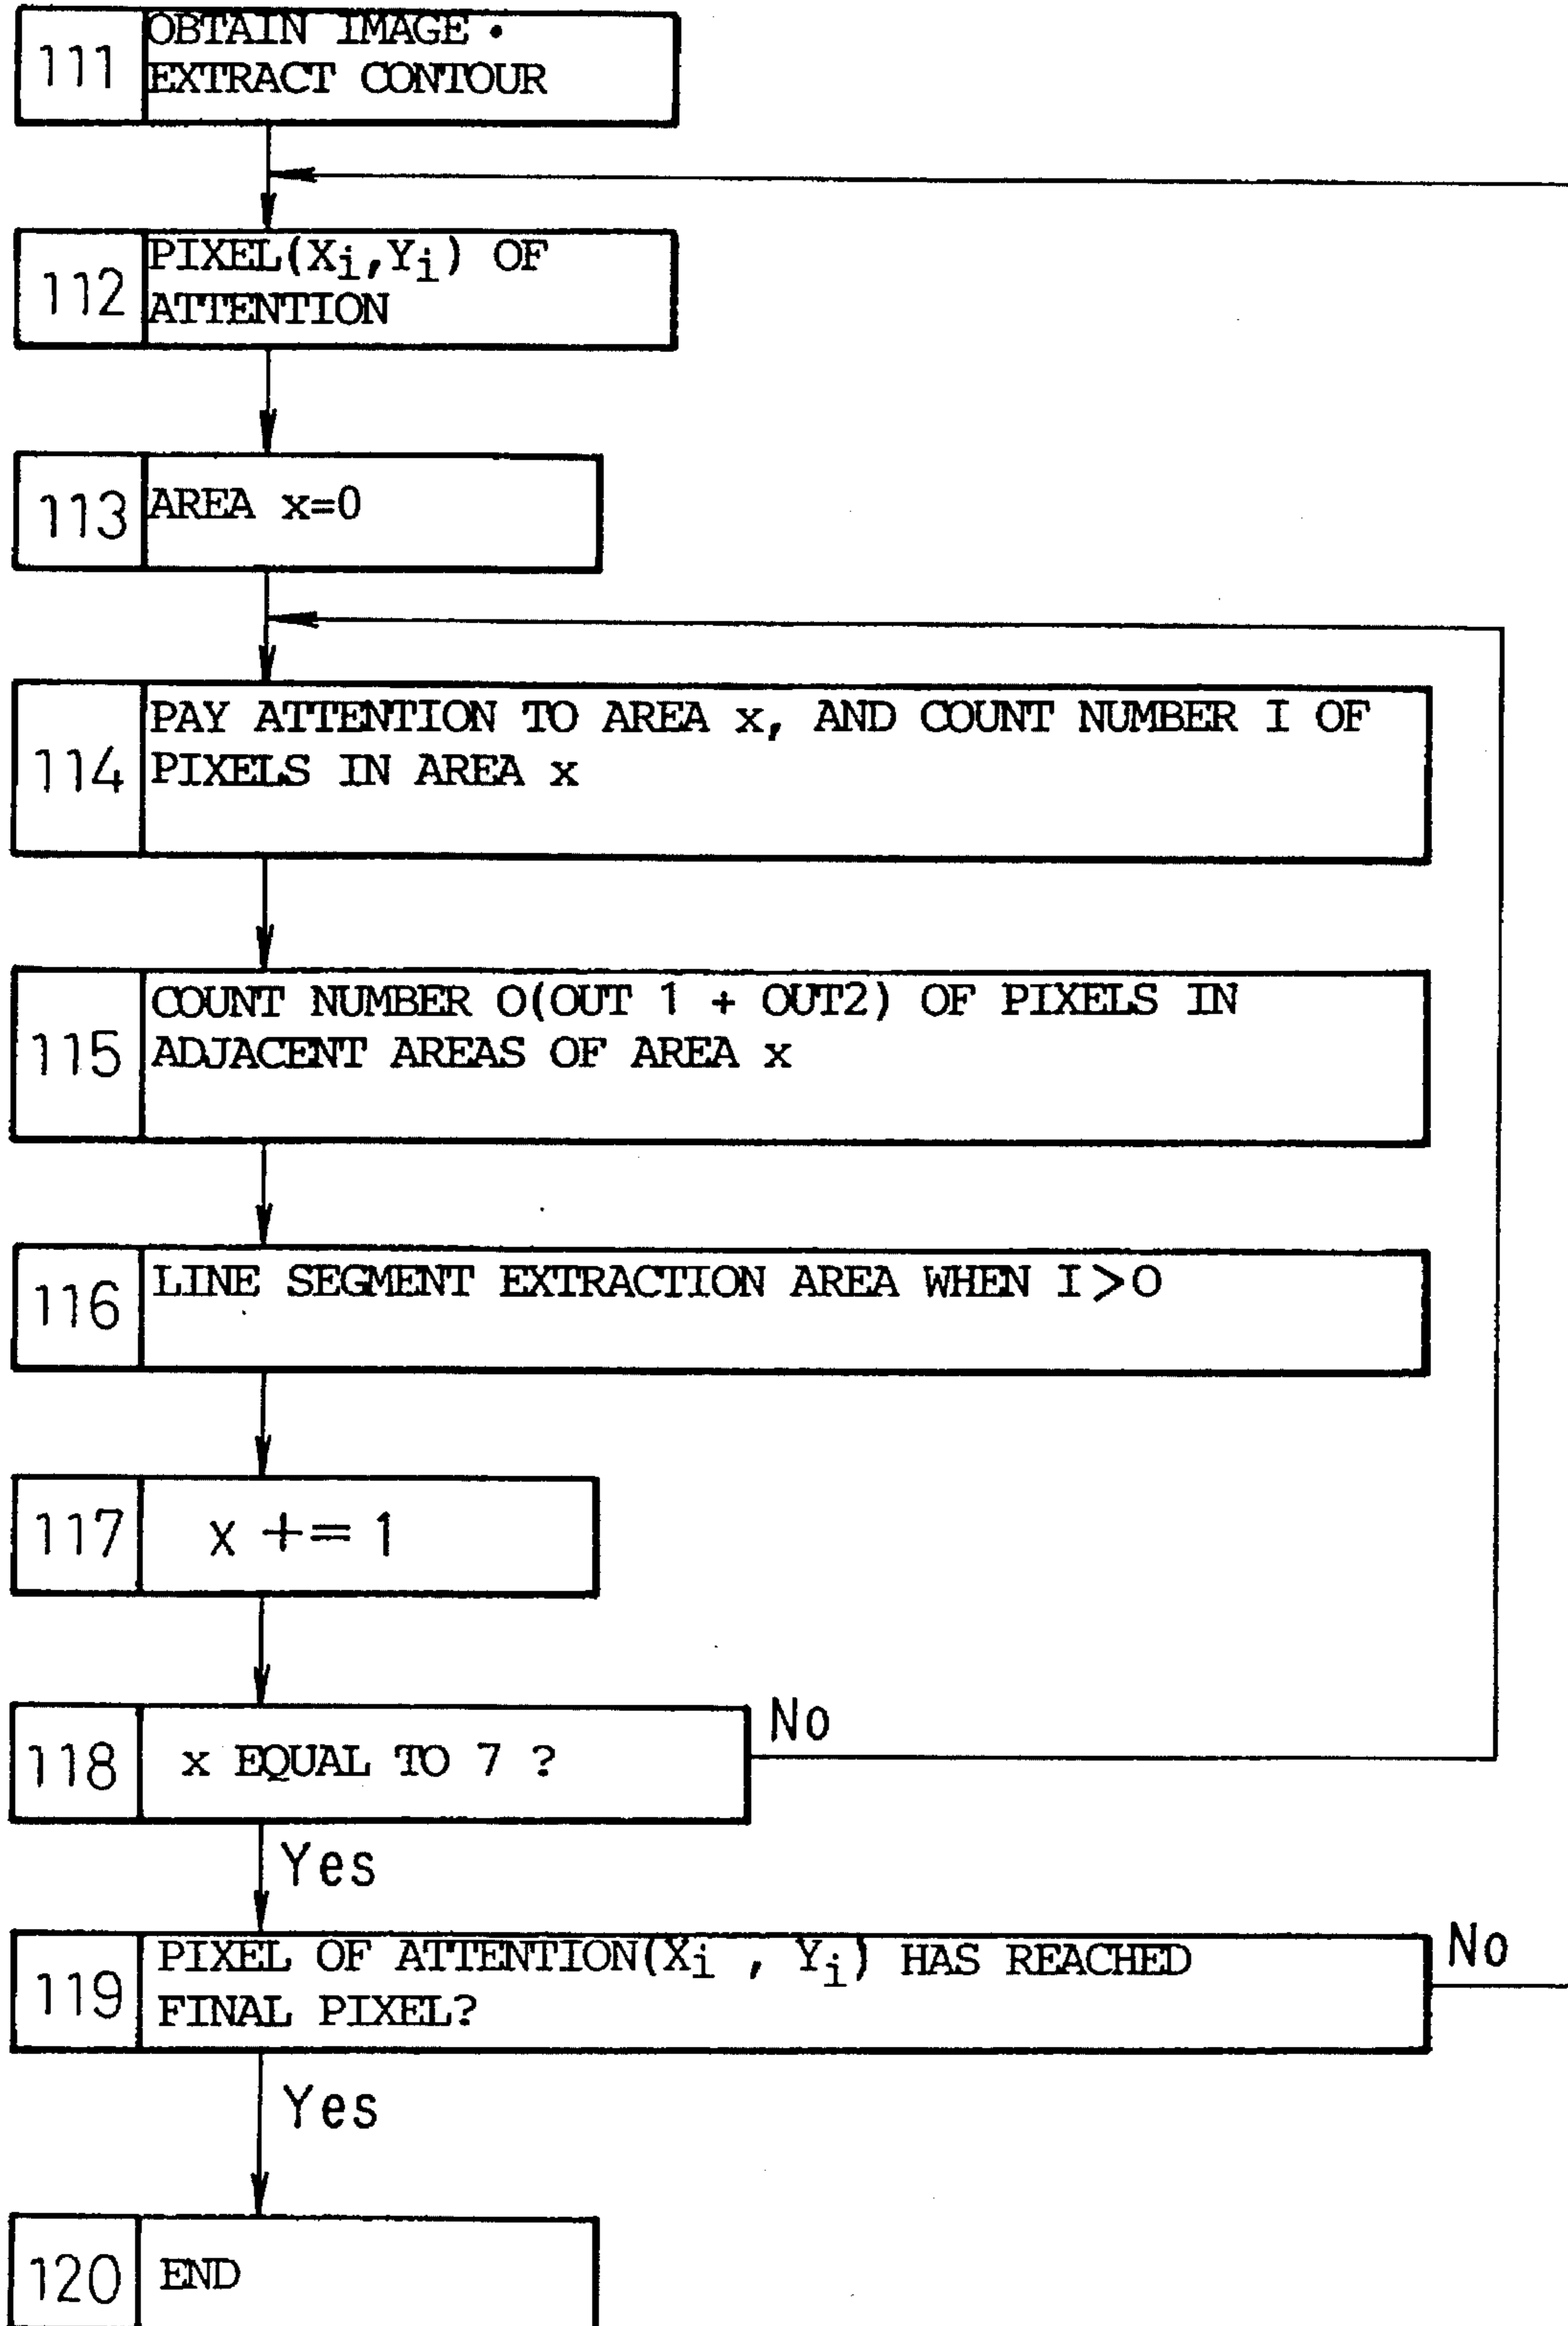 111
OBTAIN IMAGE •
EXTRACT CONTOUR
112
PIXEL(Xi,Yi) OF
ATTENTION
113
AREA x=0
114
PAY ATTENTION TO AREA x, AND COUNT NUMBER I OF
PIXELS IN AREA x
115
COUNT NUMBER O(OUT 1 + OUT2) OF PIXELS IN
ADJACENT AREAS OF AREA x
116
LINE SEGMENT EXTRACTION AREA WHEN I>O
117
x += 1
118
x EQUAL TO 7 ?
No
Yes
119
PIXEL OF ATTENTION(Xi , Yi) HAS REACHED
FINAL PIXEL?
No
Yes
120
END